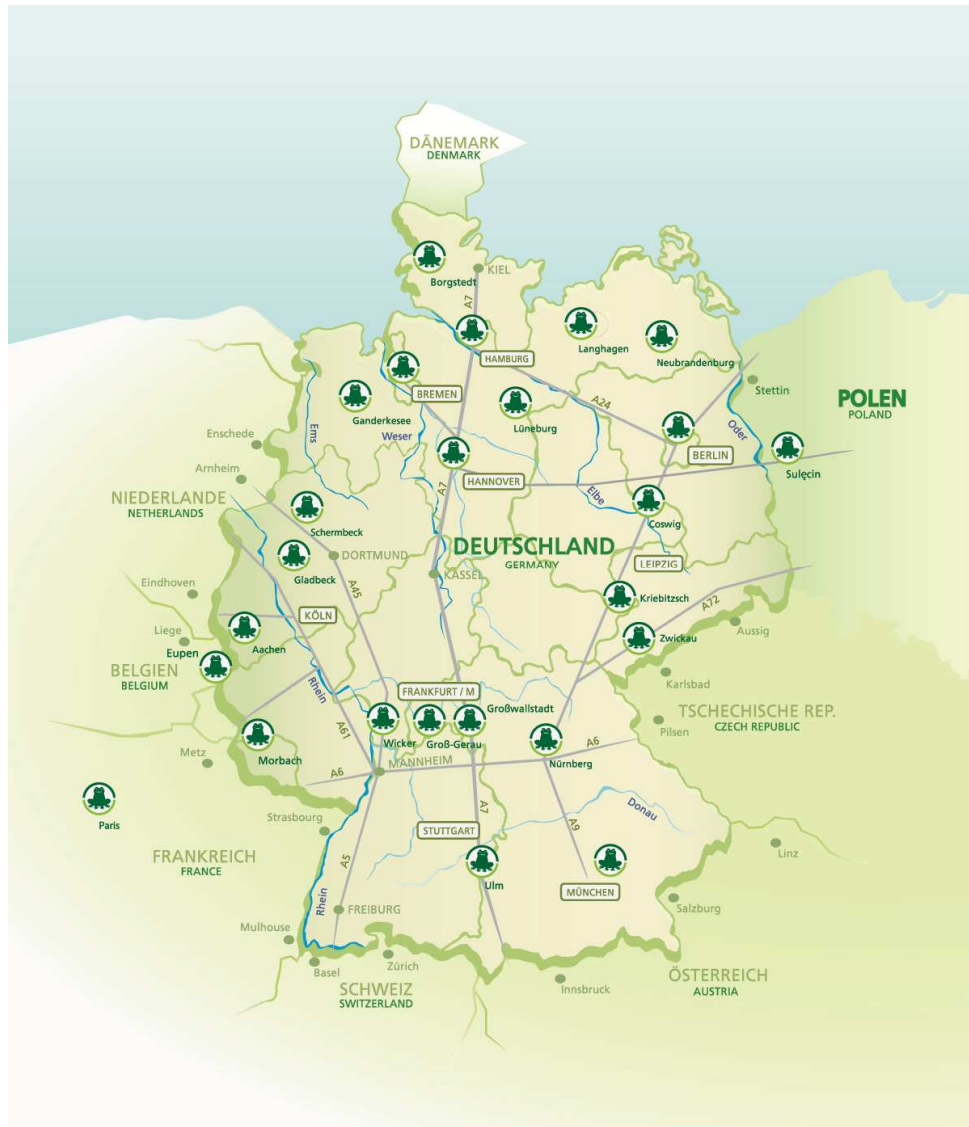 DÄNEMARK
DENMARK
Borgstedt
KIEL
A7
Langhagen
HAMBURG
Neubrandenburg
Stettin
BREMEN
Ganderkesee
Lüneburg
A24
POLEN
POLAND
Ems
Weser
Oder
Enschede
BERLIN
Sulęcin
Arnheim
HANNOVER
A7
Elbe
NIEDERLANDE
NETHERLANDS
Coswig
Schermbeck
DEUTSCHLAND
GERMANY
DORTMUND
LEIPZIG
Gladbeck
KASSEL
Eindhoven
A45
Kriebitzsch
A72
KÖLN
Liege
Aachen
Zwickau
Aussig
Eupen
BELGIEN
BELGIUM
Rhein
Karlsbad
FRANKFURT / M
Großwallstadt
TSCHECHISCHE REP.
CZECH REPUBLIC
A61
Wicker
Groß-Gerau
Pilsen
Metz
Morbach
A6
Nürnberg
MANNHEIM
A6
Paris
Donau
A7
Strasbourg
A9
STUTTGART
FRANKREICH
FRANCE
A5
Linz
Ulm
MÜNCHEN
Rhein
FREIBURG
Salzburg
Mulhouse
Basel
Zürich
ÖSTERREICH
AUSTRIA
SCHWEIZ
SWITZERLAND
Innsbruck